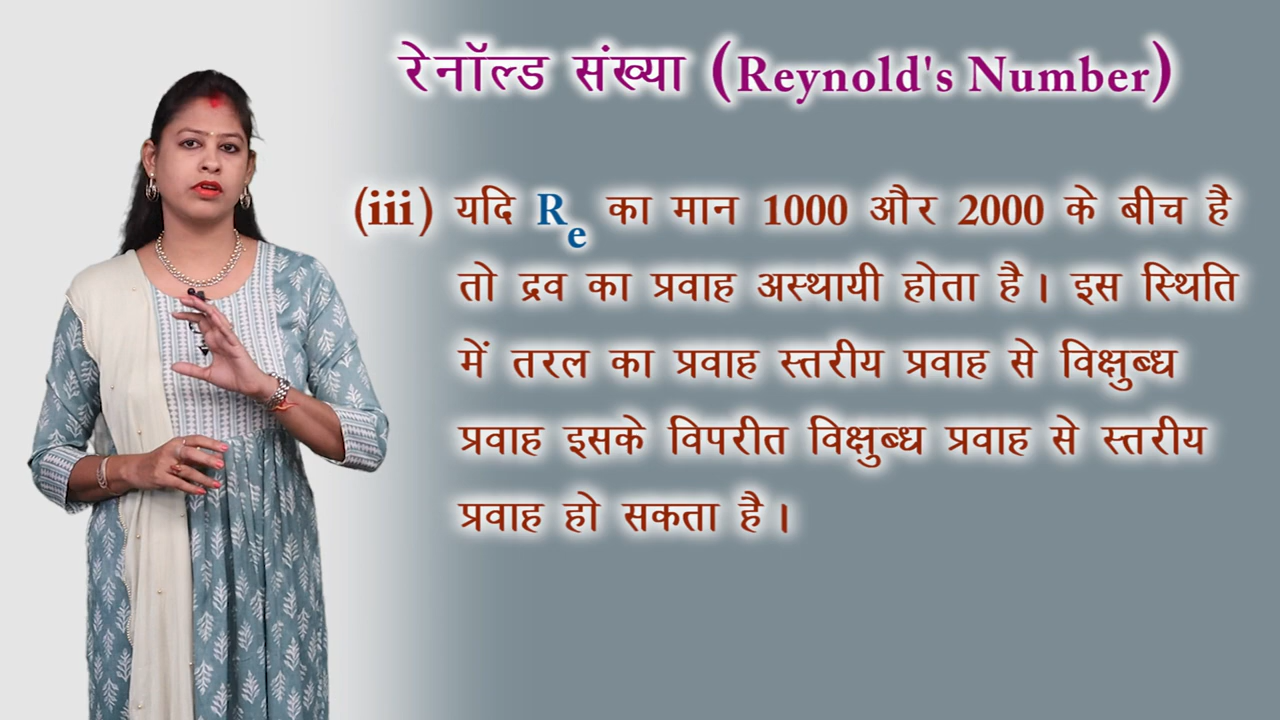 रेनॉल्ड संख्या (Reynold's Number)
(iii) यदि Re का मान 1000 और 2000 के बीच है
तो द्रव का प्रवाह अस्थायी होता है। इस स्थिति
में तरल का प्रवाह स्तरीय प्रवाह से विक्षुब्ध
प्रवाह इसके विपरीत विक्षुब्ध प्रवाह से स्तरीय
प्रवाह हो सकता है।